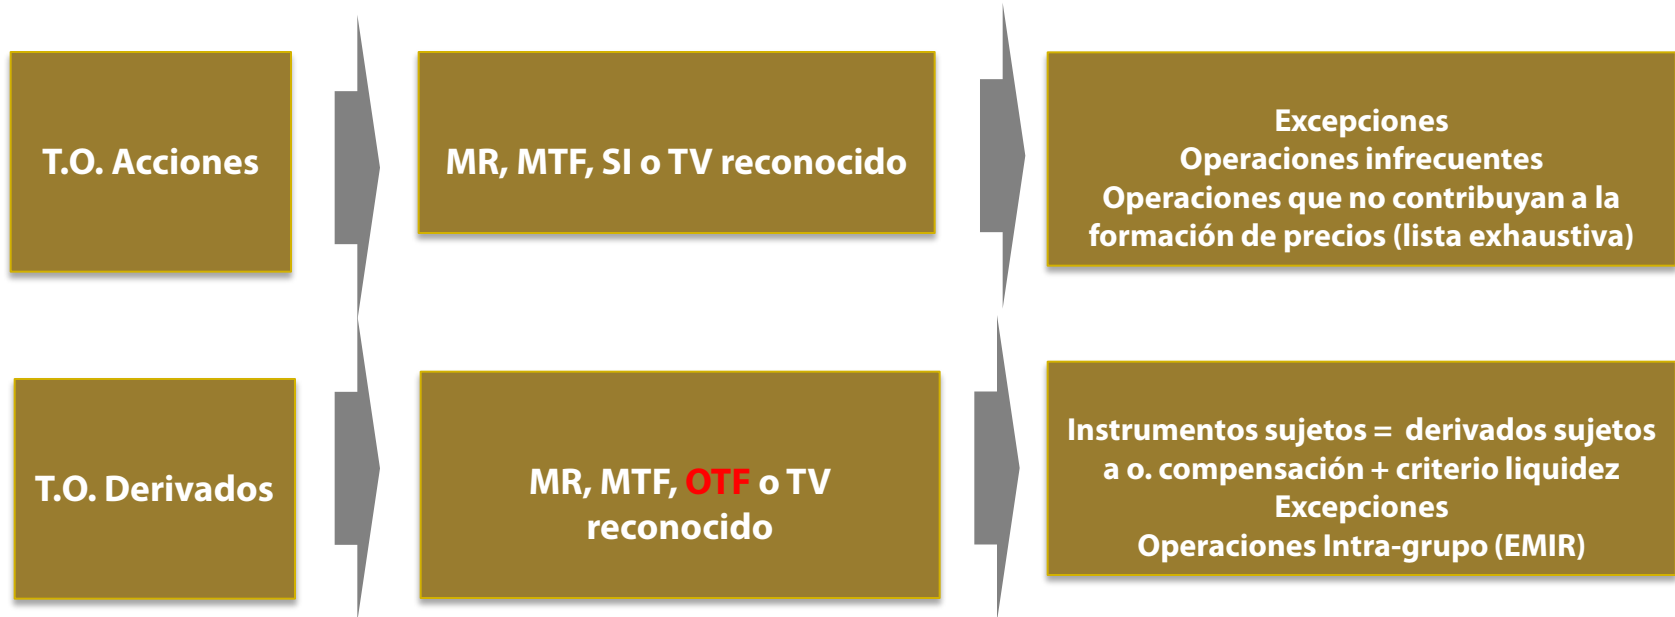 T.O. Acciones
MR, MTF, SI o TV reconocido
Excepciones
Operaciones infrecuentes
Operaciones que no contribuyan a la
formación de precios (lista exhaustiva)
T.O. Derivados
MR, MTF, OTF o TV
reconocido
Instrumentos sujetos = derivados sujetos
a o. compensación + criterio liquidez
Excepciones
Operaciones Intra-grupo (EMIR)